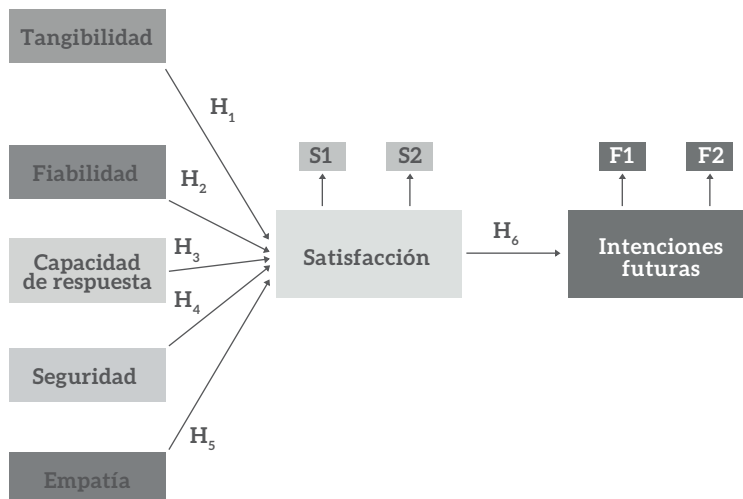 Tangibilidad
H1
Fiabilidad
H2
S1
S2
F1
F2
Capacidad
de respuesta
H3
Satisfacción
H6
Intenciones
futuras
H4
Seguridad
H5
Empatía